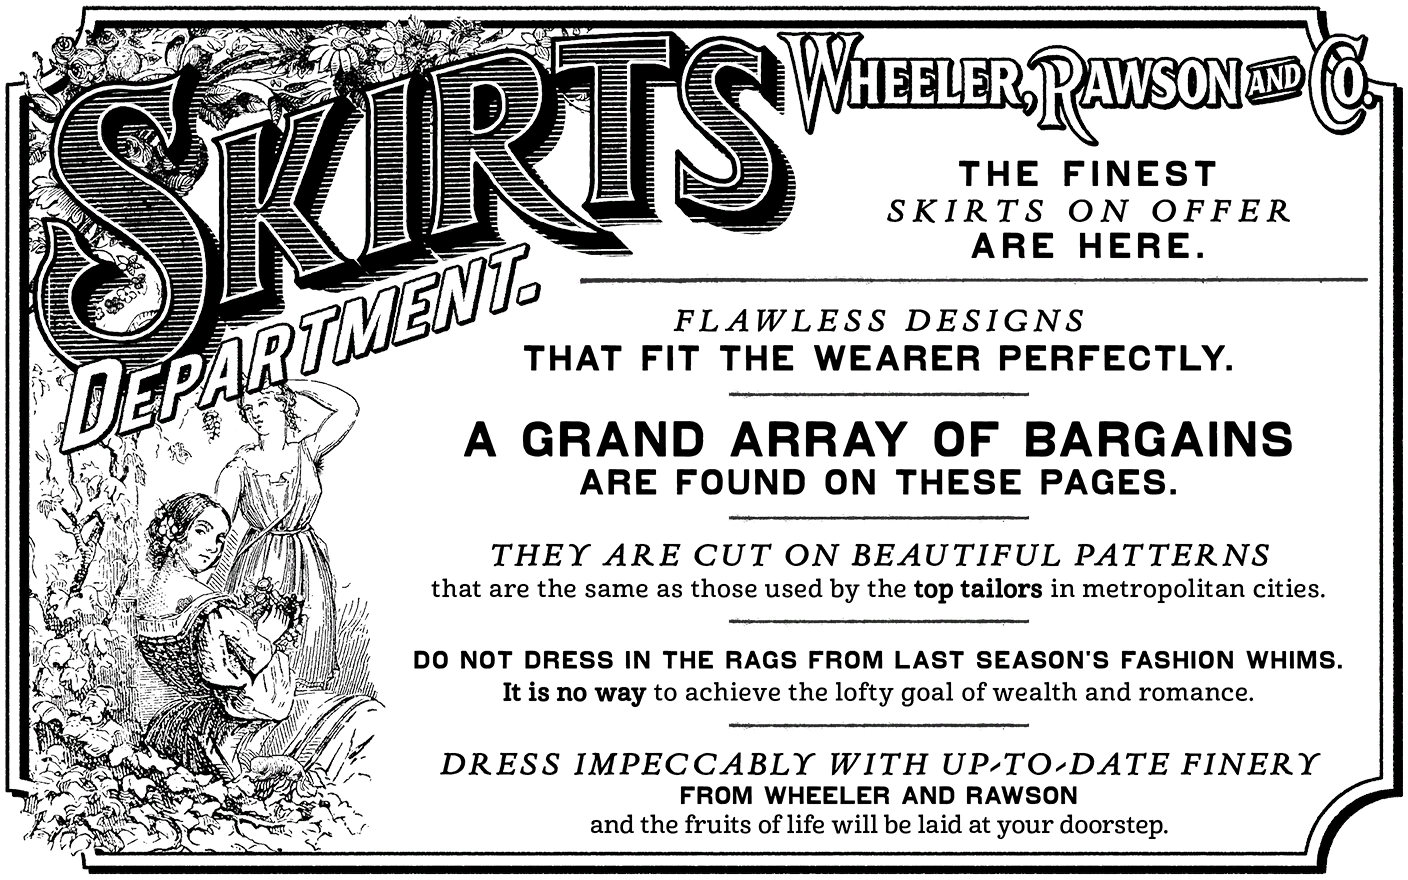 SKIRTS
DEPARTMENT.
WHEELER, RAWSON AND CO.
THE FINEST
SKIRTS ON OFFER
ARE HERE.
FLAWLESS DESIGNS
THAT FIT THE WEARER PERFECTLY.
A GRAND ARRAY OF BARGAINS
ARE FOUND ON THESE PAGES.
THEY ARE CUT ON BEAUTIFUL PATTERNS
that are the same as those used by the top tailors in metropolitan cities.
DO NOT DRESS IN THE RAGS FROM LAST SEASON'S FASHION WHIMS.
It is no way to achieve the lofty goal of wealth and romance.
DRESS IMPECCABLY WITH UP-TO-DATE FINERY
FROM WHEELER AND RAWSON
and the fruits of life will be laid at your doorstep.